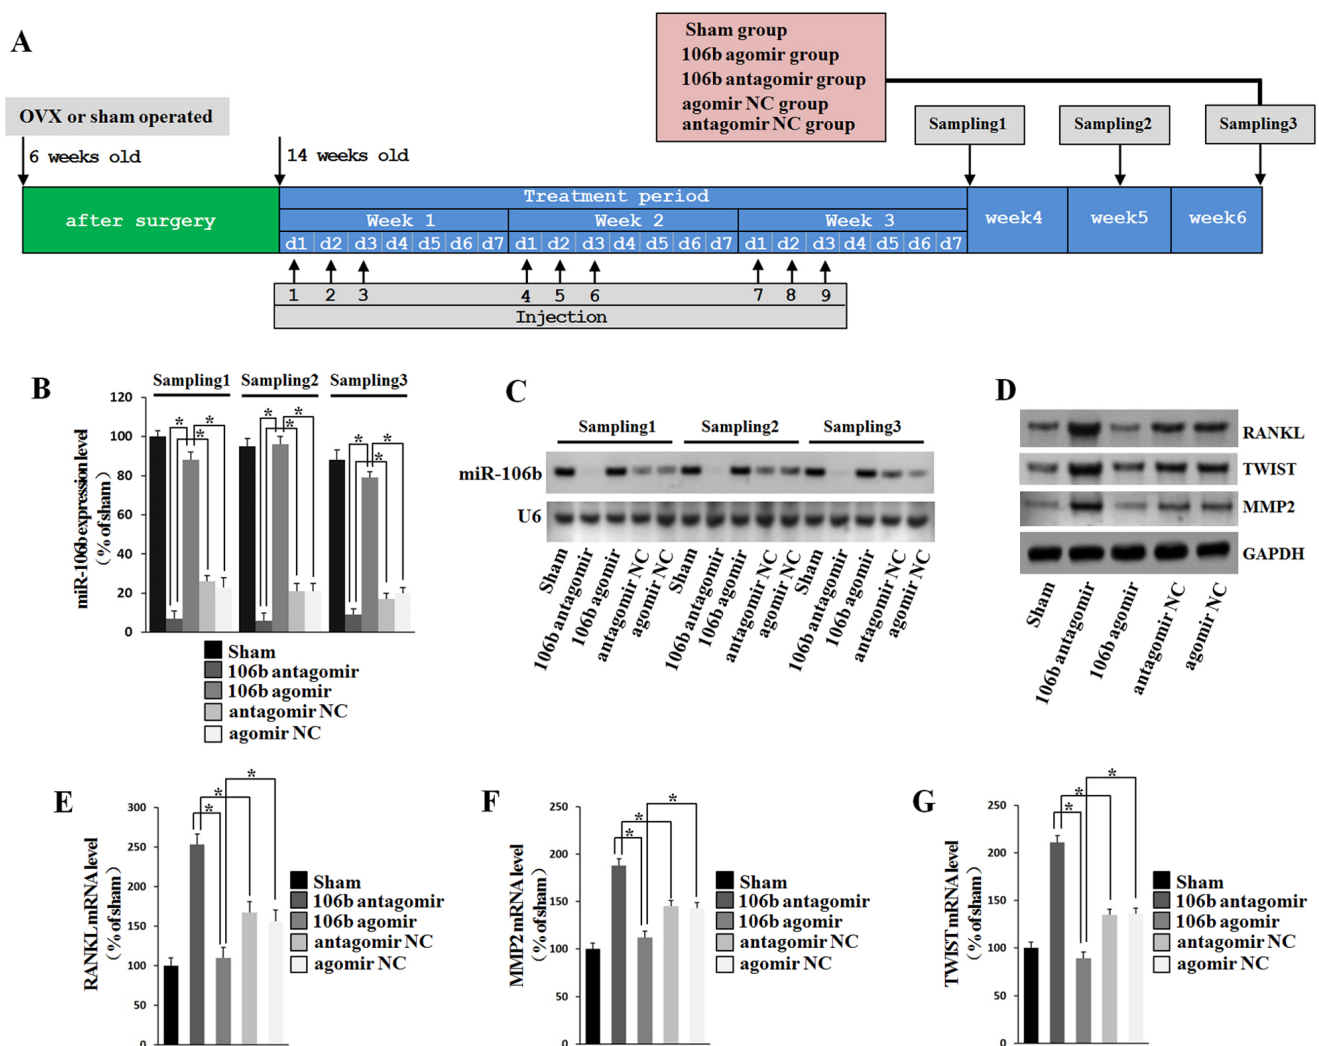 A
Sham group
106b agomir group
106b antagomir group
agomir NC group
antagomir NC group
OVX or sham operated
Sampling1
Sampling2
Sampling3
6 weeks old
14 weeks old
after surgery
Treatment period
Week 1
Week 2
Week 3
week4
week5
week6
d1 d2 d3 d4 d5 d6 d7
d1 d2 d3 d4 d5 d6 d7
d1 d2 d3 d4 d5 d6 d7
1 2 3 4 5 6 7 8 9
Injection
B
Sampling1 Sampling2 Sampling3
miR-106b expression level
(% of sham)
120
100
80
60
40
20
0
* * * * * * * * *
Sham
106b antagomir
106b agomir
antagomir NC
agomir NC
C
Sampling1 Sampling2 Sampling3
miR-106b
U6
Sham
106b antagomir
106b agomir
antagomir NC
agomir NC
Sham
106b antagomir
106b agomir
antagomir NC
agomir NC
Sham
106b antagomir
106b agomir
antagomir NC
agomir NC
D
RANKL
TWIST
MMP2
GAPDH
Sham
106b antagomir
106b agomir
antagomir NC
agomir NC
E
RANKL mRNA level
(% of sham)
300
250
200
150
100
50
0
* * *
Sham
106b antagomir
106b agomir
antagomir NC
agomir NC
F
MMP2 mRNA level
(% of sham)
250
200
150
100
50
0
* * *
Sham
106b antagomir
106b agomir
antagomir NC
agomir NC
G
TWIST mRNA level
(% of sham)
250
200
150
100
50
0
* * *
Sham
106b antagomir
106b agomir
antagomir NC
agomir NC